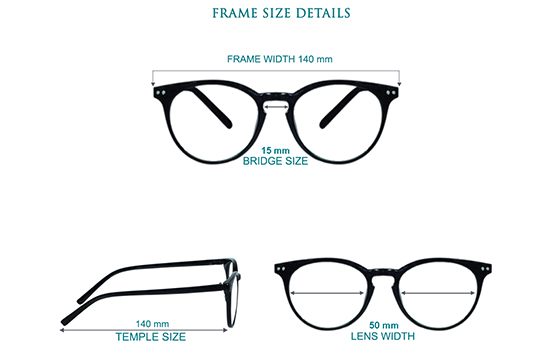 FRAME SIZE DETAILS
FRAME WIDTH 140 mm
15 mm
BRIDGE SIZE
140 mm
TEMPLE SIZE
50 mm
LENS WIDTH